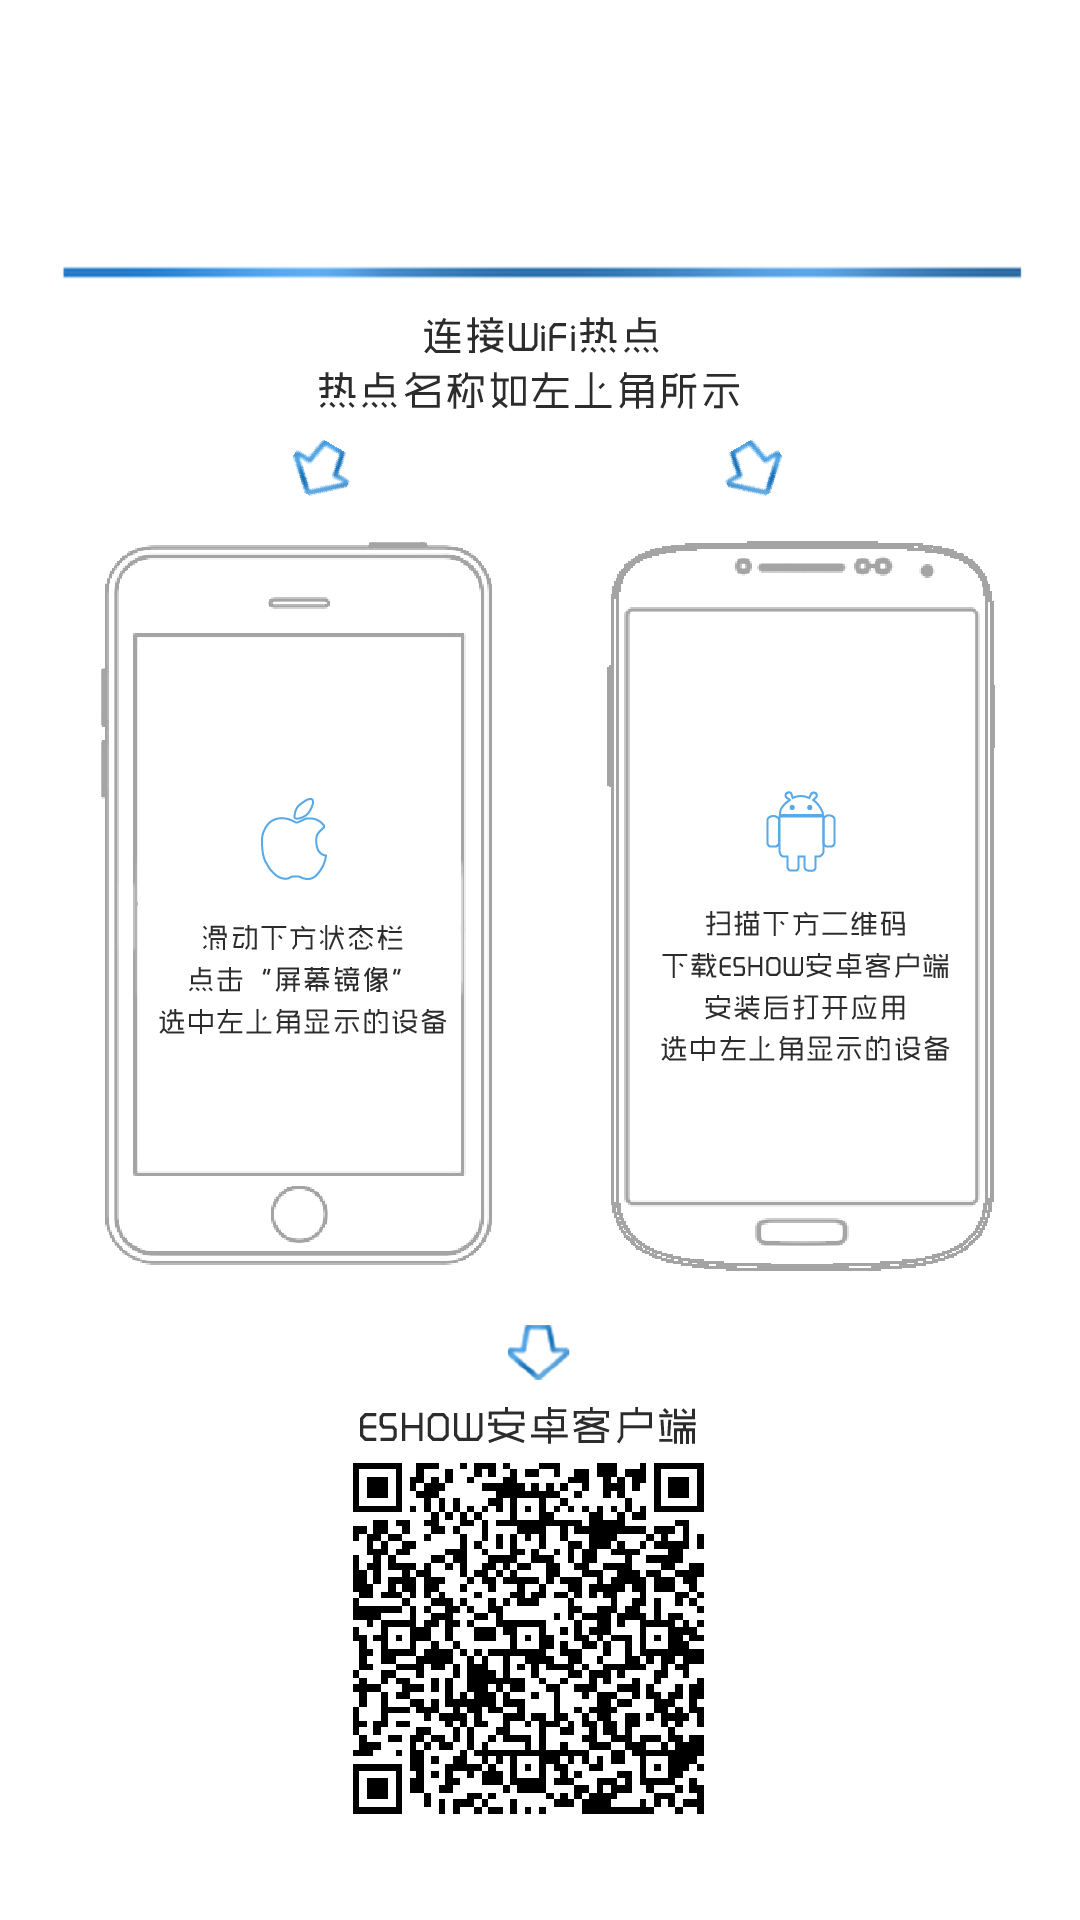 连接WiFi热点
热点名称如左上角所示
滑动下方状态栏
点击“屏幕镜像”
选中左上角显示的设备
扫描下方二维码
下载ESHOW安卓客户端
安装后打开应用
选中左上角显示的设备
ESHOW安卓客户端